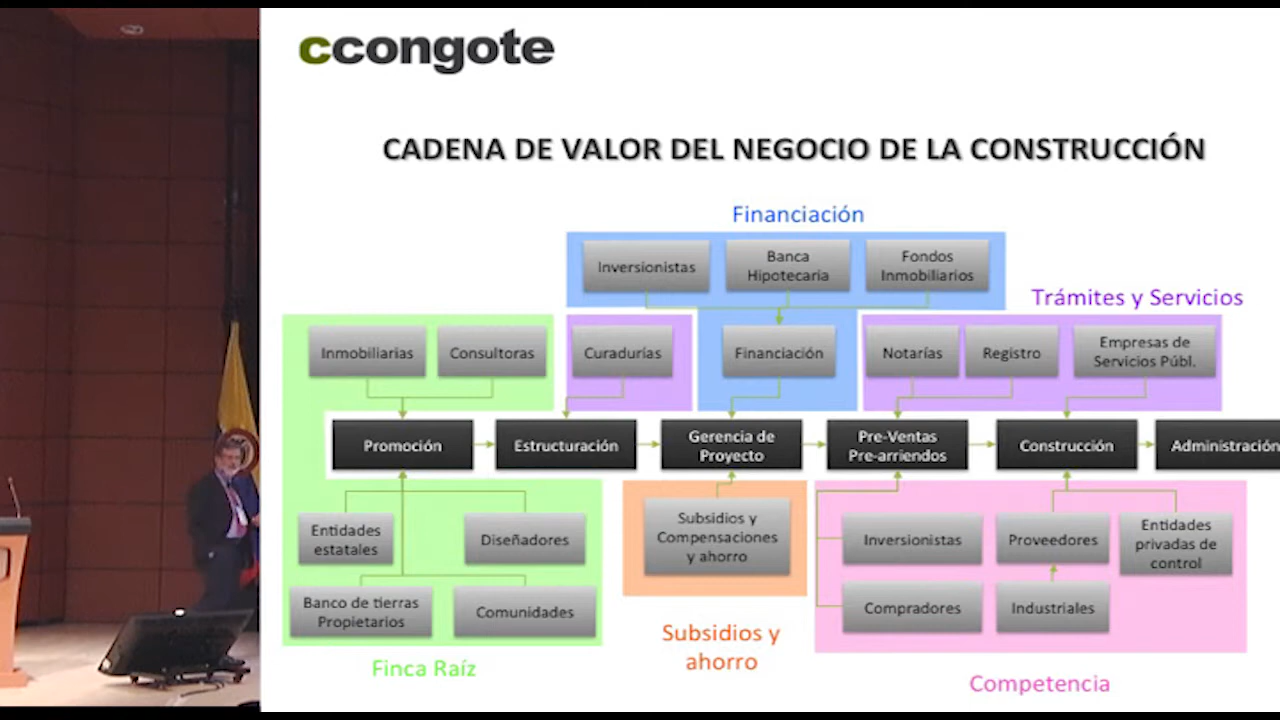 ccongote
CADENA DE VALOR DEL NEGOCIO DE LA CONSTRUCCIÓN
Financiación
Inversionistas
Banca
Hipotecaria
Fondos
Inmobiliarios
Trámites y Servicios
Inmobiliarias
Consultoras
Curadurías
Financiación
Notarías
Registro
Empresas de
Servicios Públ.
Promoción
Estructuración
Gerencia de
Proyecto
Pre-Ventas
Pre-arriendos
Construcción
Administración
Entidades
estatales
Diseñadores
Banco de tierras
Propietarios
Comunidades
Finca Raíz
Subsidios y
Compensaciones
y ahorro
Subsidios y
ahorro
Inversionistas
Proveedores
Entidades
privadas de
control
Compradores
Industriales
Competencia